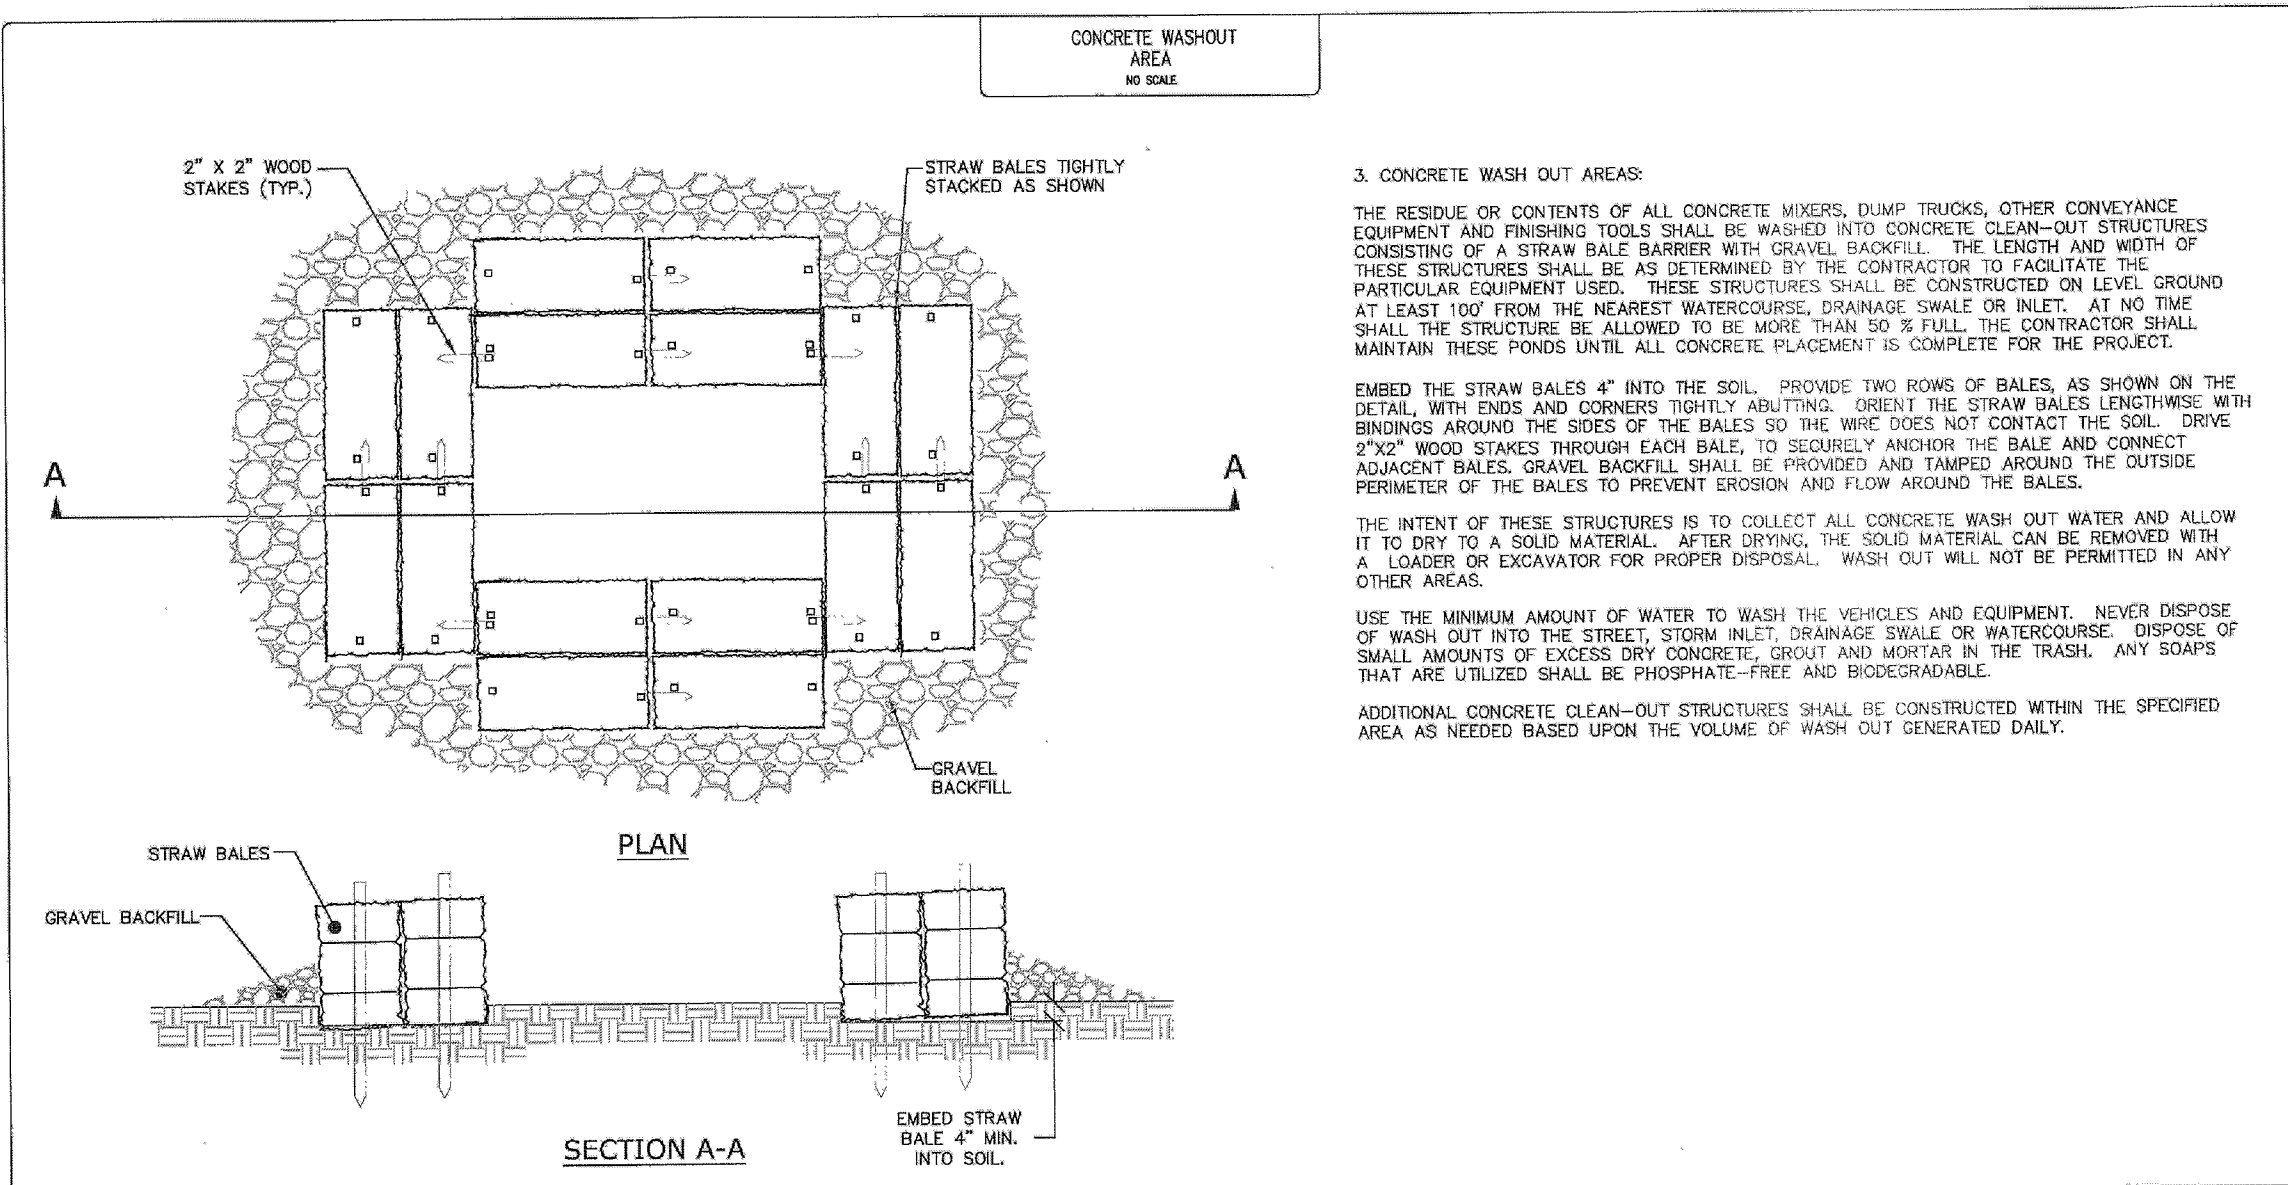 CONCRETE WASHOUT
AREA
NO SCALE
2" X 2" WOOD
STAKES (TYP.)
STRAW BALES TIGHTLY
STACKED AS SHOWN
A
A
GRAVEL
BACKFILL
PLAN
STRAW BALES
GRAVEL BACKFILL
EMBED STRAW
BALE 4" MIN.
INTO SOIL.
SECTION A-A
3. CONCRETE WASH OUT AREAS:
THE RESIDUE OR CONTENTS OF ALL CONCRETE MIXERS, DUMP TRUCKS, OTHER CONVEYANCE
EQUIPMENT AND FINISHING TOOLS SHALL BE WASHED INTO CONCRETE CLEAN-OUT STRUCTURES
CONSISTING OF A STRAW BALE BARRIER WITH GRAVEL BACKFILL. THE LENGTH AND WIDTH OF
THESE STRUCTURES SHALL BE AS DETERMINED BY THE CONTRACTOR TO FACILITATE THE
PARTICULAR EQUIPMENT USED. THESE STRUCTURES SHALL BE CONSTRUCTED ON LEVEL GROUND
AT LEAST 100' FROM THE NEAREST WATERCOURSE, DRAINAGE SWALE OR INLET. AT NO TIME
SHALL THE STRUCTURE BE ALLOWED TO BE MORE THAN 50 % FULL. THE CONTRACTOR SHALL
MAINTAIN THESE PONDS UNTIL ALL CONCRETE PLACEMENT IS COMPLETE FOR THE PROJECT.
EMBED THE STRAW BALES 4" INTO THE SOIL. PROVIDE TWO ROWS OF BALES, AS SHOWN ON THE
DETAIL, WITH ENDS AND CORNERS TIGHTLY ABUTTING. ORIENT THE STRAW BALES LENGTHWISE WITH
BINDINGS AROUND THE SIDES OF THE BALES SO THE WIRE DOES NOT CONTACT THE SOIL. DRIVE
2"X2" WOOD STAKES THROUGH EACH BALE, TO SECURELY ANCHOR THE BALE AND CONNECT
ADJACENT BALES. GRAVEL BACKFILL SHALL BE PROVIDED AND TAMPED AROUND THE OUTSIDE
PERIMETER OF THE BALES TO PREVENT EROSION AND FLOW AROUND THE BALES.
THE INTENT OF THESE STRUCTURES IS TO COLLECT ALL CONCRETE WASH OUT WATER AND ALLOW
IT TO DRY TO A SOLID MATERIAL. AFTER DRYING, THE SOLID MATERIAL CAN BE REMOVED WITH
A LOADER OR EXCAVATOR FOR PROPER DISPOSAL. WASH OUT WILL NOT BE PERMITTED IN ANY
OTHER AREAS.
USE THE MINIMUM AMOUNT OF WATER TO WASH THE VEHICLES AND EQUIPMENT. NEVER DISPOSE
OF WASH OUT INTO THE STREET, STORM INLET, DRAINAGE SWALE OR WATERCOURSE. DISPOSE OF
SMALL AMOUNTS OF EXCESS DRY CONCRETE, GROUT AND MORTAR IN THE TRASH. ANY SOAPS
THAT ARE UTILIZED SHALL BE PHOSPHATE-FREE AND BIODEGRADABLE.
ADDITIONAL CONCRETE CLEAN-OUT STRUCTURES SHALL BE CONSTRUCTED WITHIN THE SPECIFIED
AREA AS NEEDED BASED UPON THE VOLUME OF WASH OUT GENERATED DAILY.